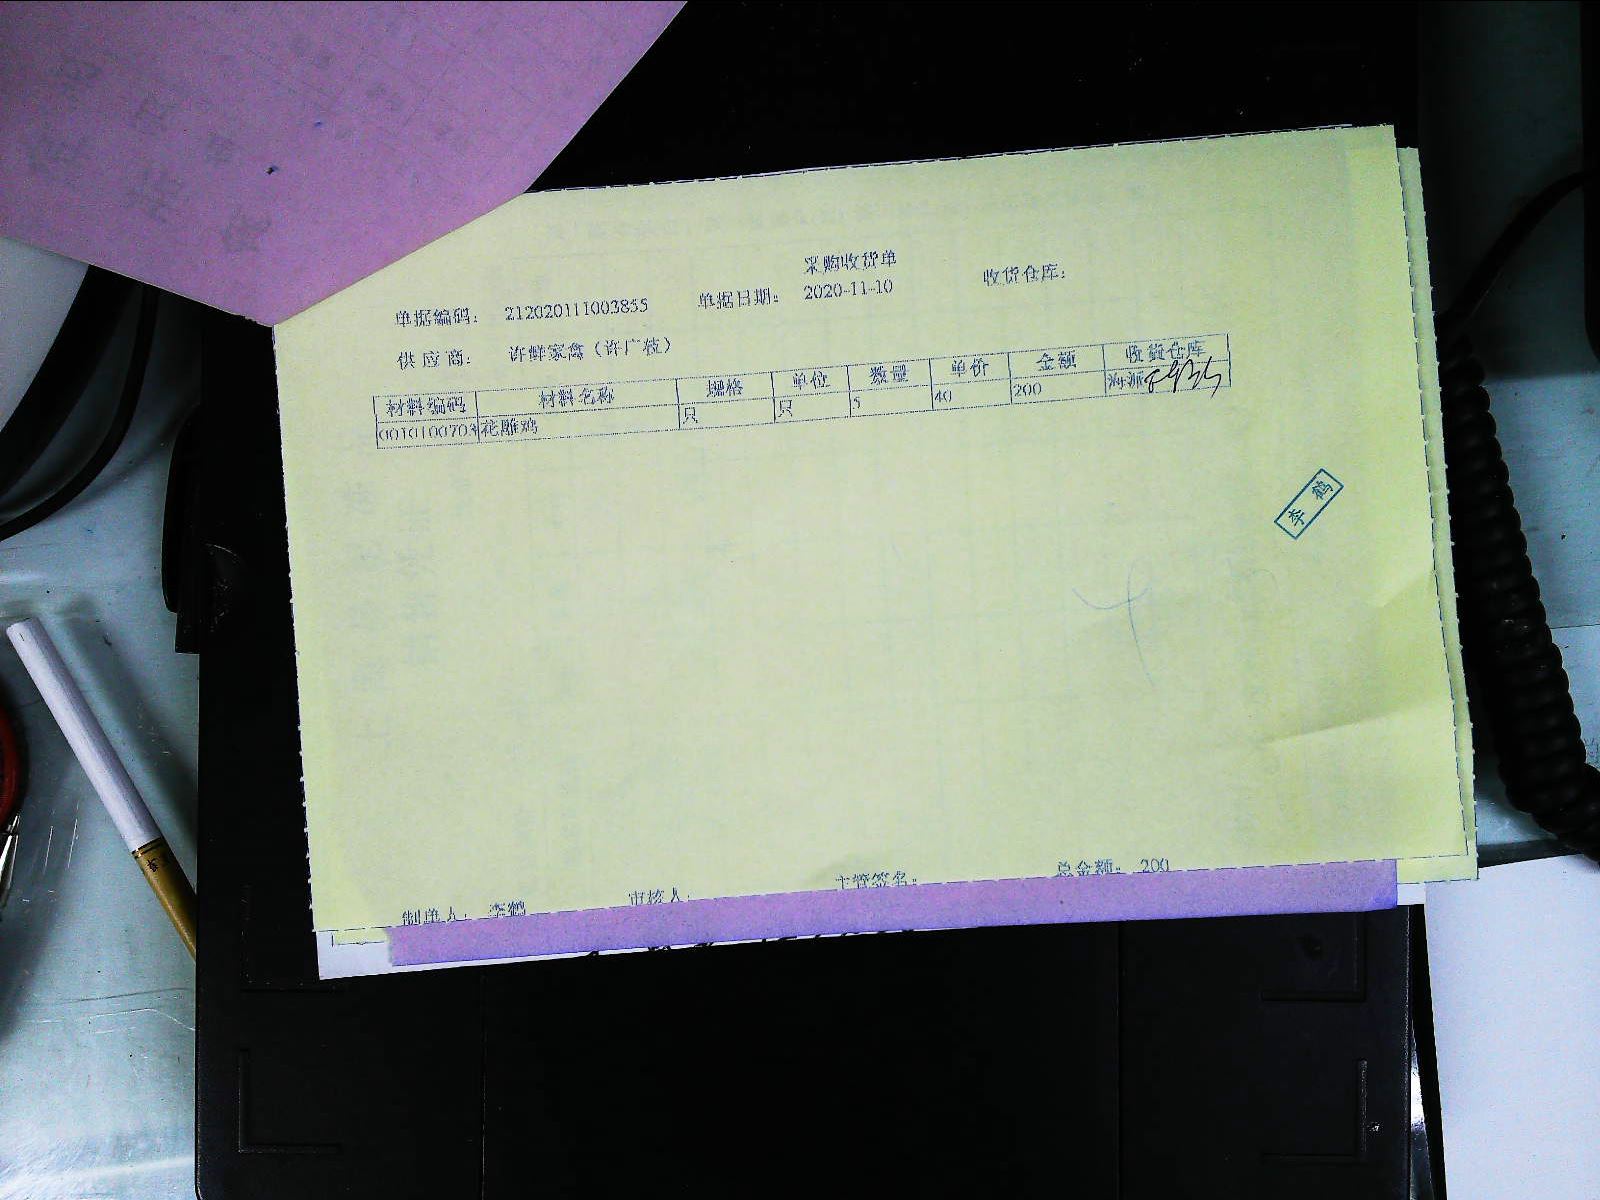 采购收货单
单据编码： 212020111003855 单据日期： 2020-11-10 收货仓库：
供应商： 许鲜家禽（许广枝）
材料编码 材料名称 规格 单位 数量 单价 金额 收货仓库
0010100703 花雕鸡 只 只 5 40 200 海派
李鹤
制单人： 李鹤 审核人： 主管签名： 总金额： 200